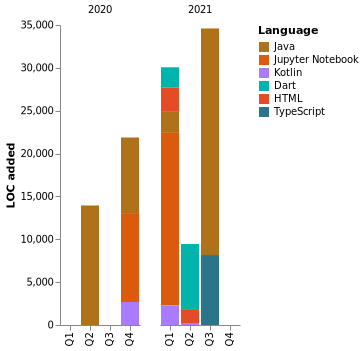 2020
2021
35,000
30,000
25,000
20,000
15,000
10,000
5,000
0
LOC added
Q1
Q2
Q3
Q4
Q1
Q2
Q3
Q4
Language
Java
Jupyter Notebook
Kotlin
Dart
HTML
TypeScript